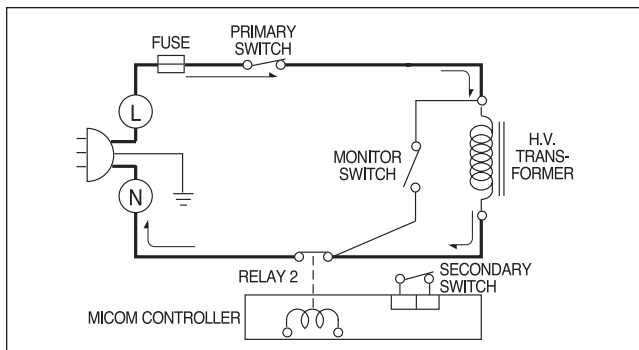 PRIMARY
SWITCH
FUSE
L
H.V.
TRANS-
FORMER
MONITOR
SWITCH
N
RELAY 2
SECONDARY
SWITCH
MICOM CONTROLLER